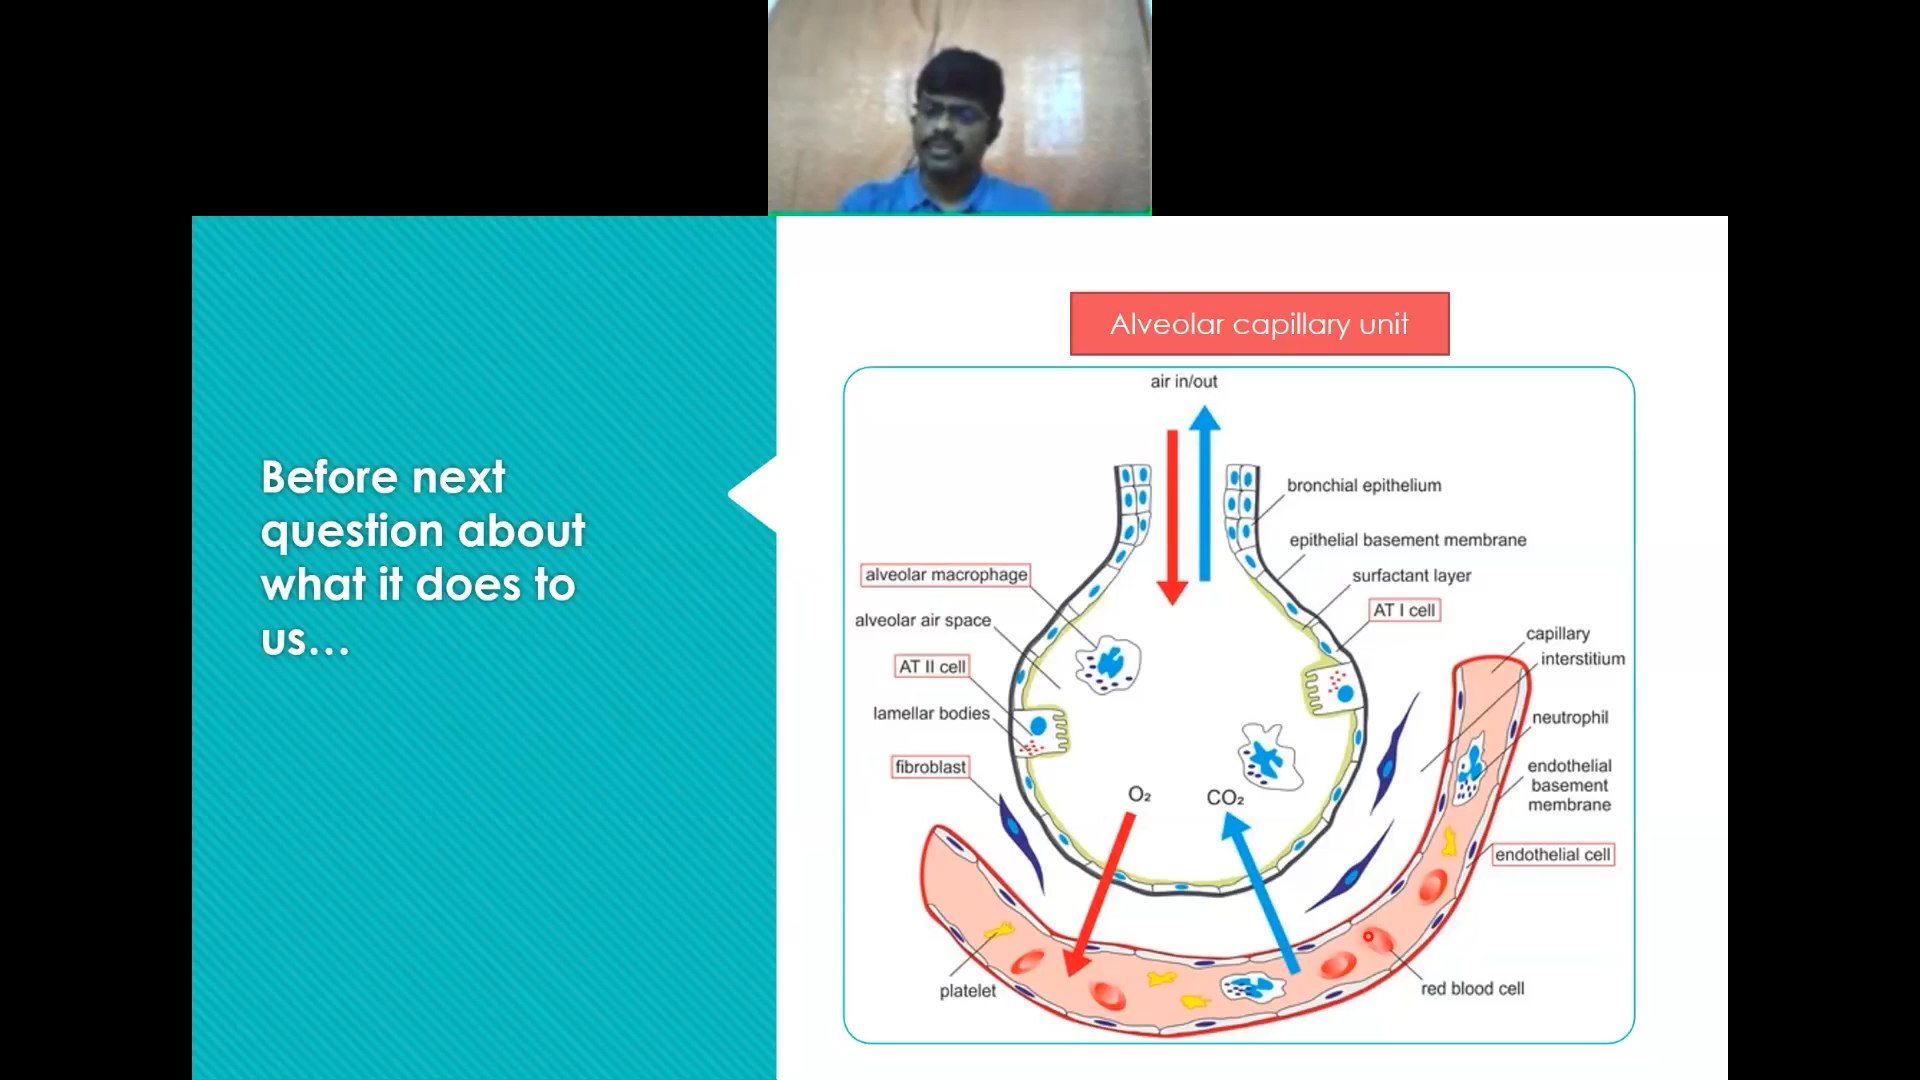 Before next
question about
what it does to
us...
Alveolar capillary unit
air in/out
bronchial epithelium
epithelial basement membrane
surfactant layer
AT I cell
alveolar macrophage
alveolar air space
AT II cell
lamellar bodies
fibroblast
capillary
interstitium
neutrophil
endothelial
basement
membrane
endothelial cell
O₂
CO₂
platelet
red blood cell